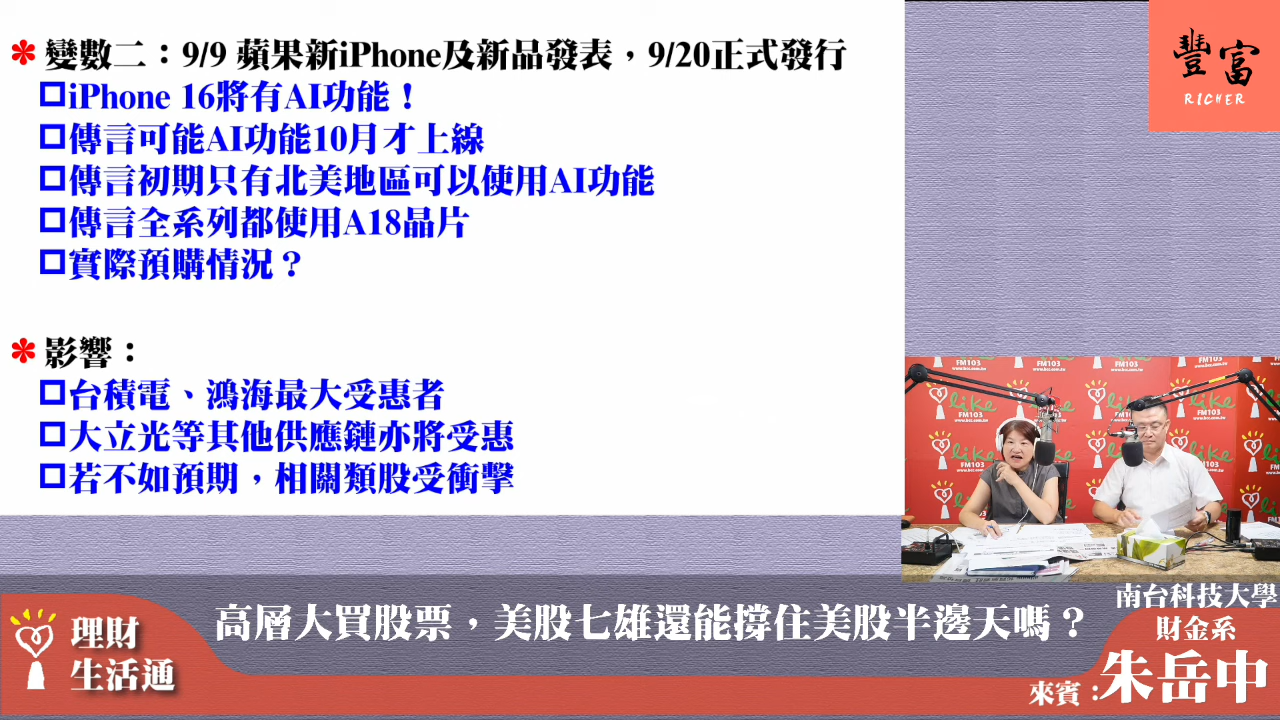 ✽ 變數二：9/9 蘋果新iPhone及新品發表，9/20正式發行
□iPhone 16將有AI功能！
□傳言可能AI功能10月才上線
□傳言初期只有北美地區可以使用AI功能
□傳言全系列都使用A18晶片
□實際預購情況？
✽ 影響：
□台積電、鴻海最大受惠者
□大立光等其他供應鏈亦將受惠
□若不如預期，相關類股受衝擊
豐富
RICHER
like
FM103
www.bcc.com.tw
理財
生活通
高層大買股票，美股七雄還能撐住美股半邊天嗎？
南台科技大學
財金系
來賓：朱岳中